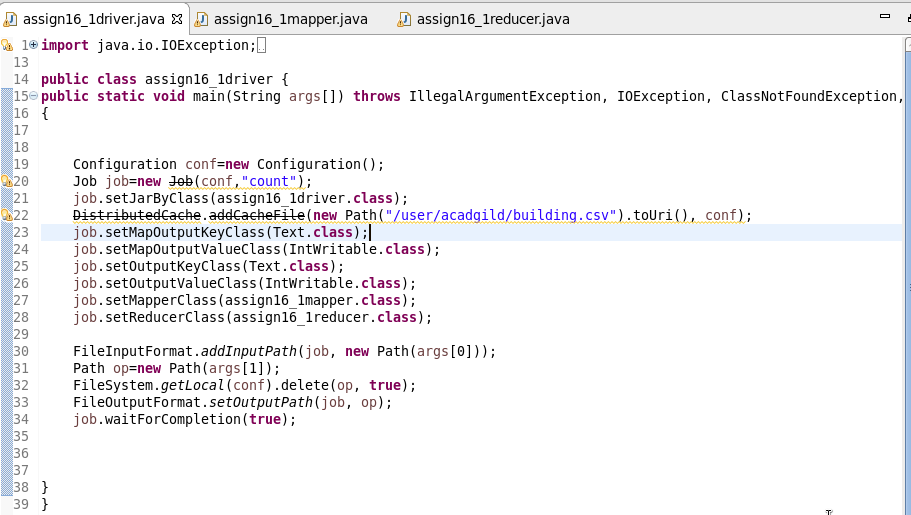 assign16_1driver.java assign16_1mapper.java assign16_1reducer.java
1 import java.io.IOException;
13
14 public class assign16_1driver {
15 public static void main(String args[]) throws IllegalArgumentException, IOException, ClassNotFoundException,
16 {
17
18
19 Configuration conf=new Configuration();
20 Job job=new Job(conf,"count");
21 job.setJarByClass(assign16_1driver.class);
22 DistributedCache.addCacheFile(new Path("/user/acadgild/building.csv").toUri(), conf);
23 job.setMapOutputKeyClass(Text.class);
24 job.setMapOutputValueClass(IntWritable.class);
25 job.setOutputKeyClass(Text.class);
26 job.setOutputValueClass(IntWritable.class);
27 job.setMapperClass(assign16_1mapper.class);
28 job.setReducerClass(assign16_1reducer.class);
29
30 FileInputFormat.addInputPath(job, new Path(args[0]));
31 Path op=new Path(args[1]);
32 FileSystem.getLocal(conf).delete(op, true);
33 FileOutputFormat.setOutputPath(job, op);
34 job.waitForCompletion(true);
35
36
37
38 }
39 }